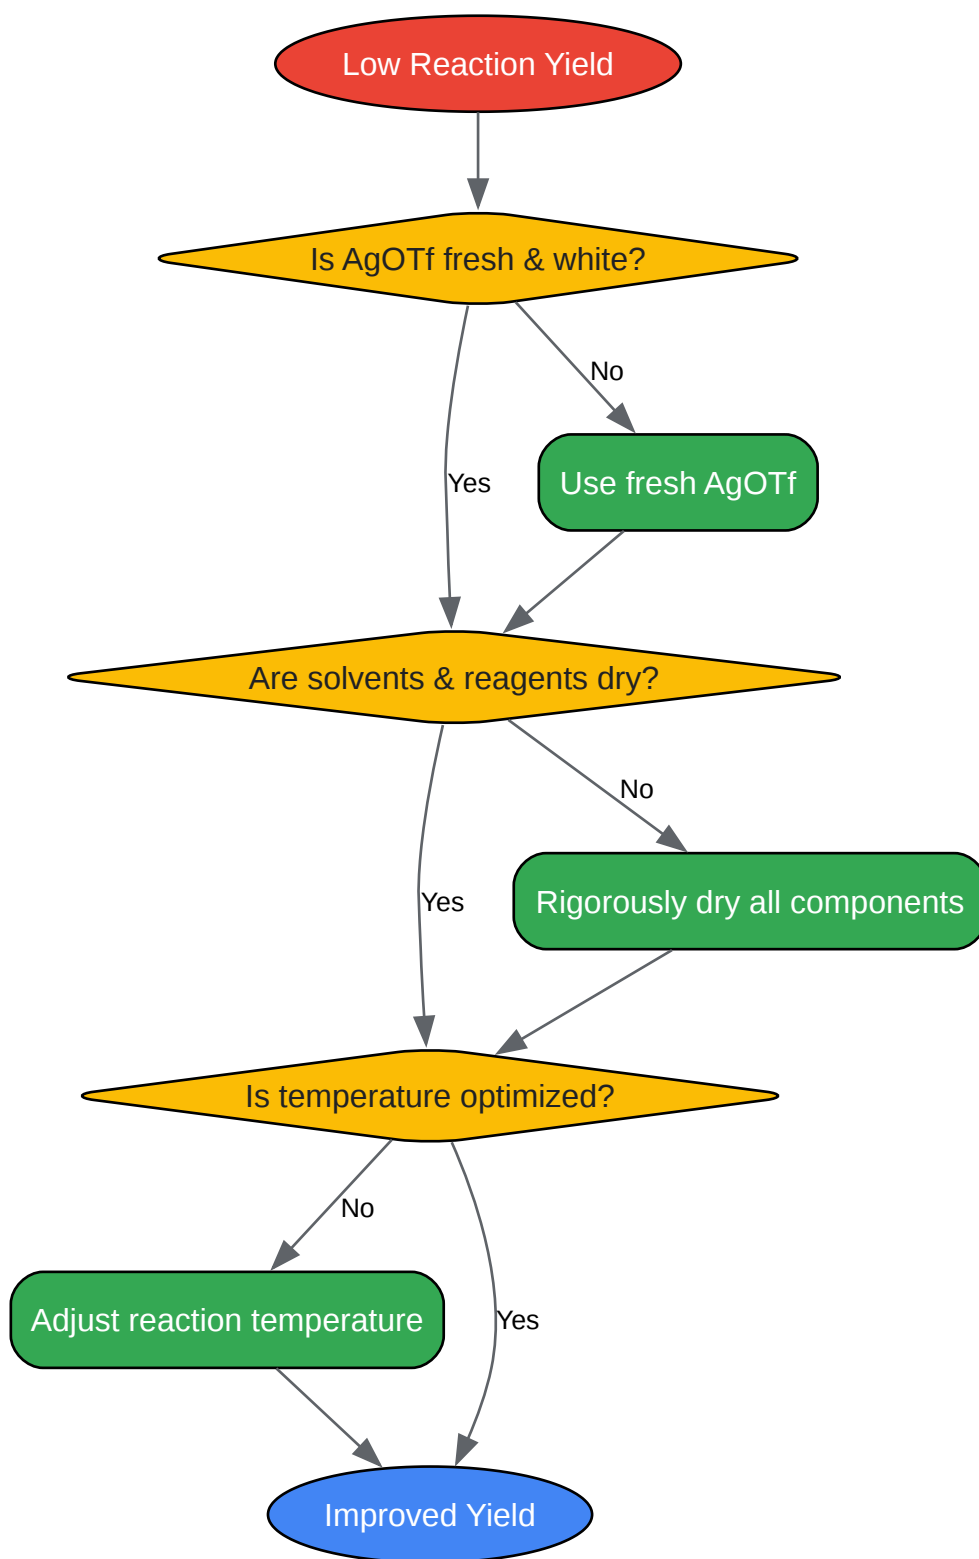 Low Reaction Yield
Is AgOTf fresh & white?
No
Yes
Use fresh AgOTf
Are solvents & reagents dry?
No
Yes
Rigorously dry all components
Is temperature optimized?
No
Adjust reaction temperature
Yes
Improved Yield